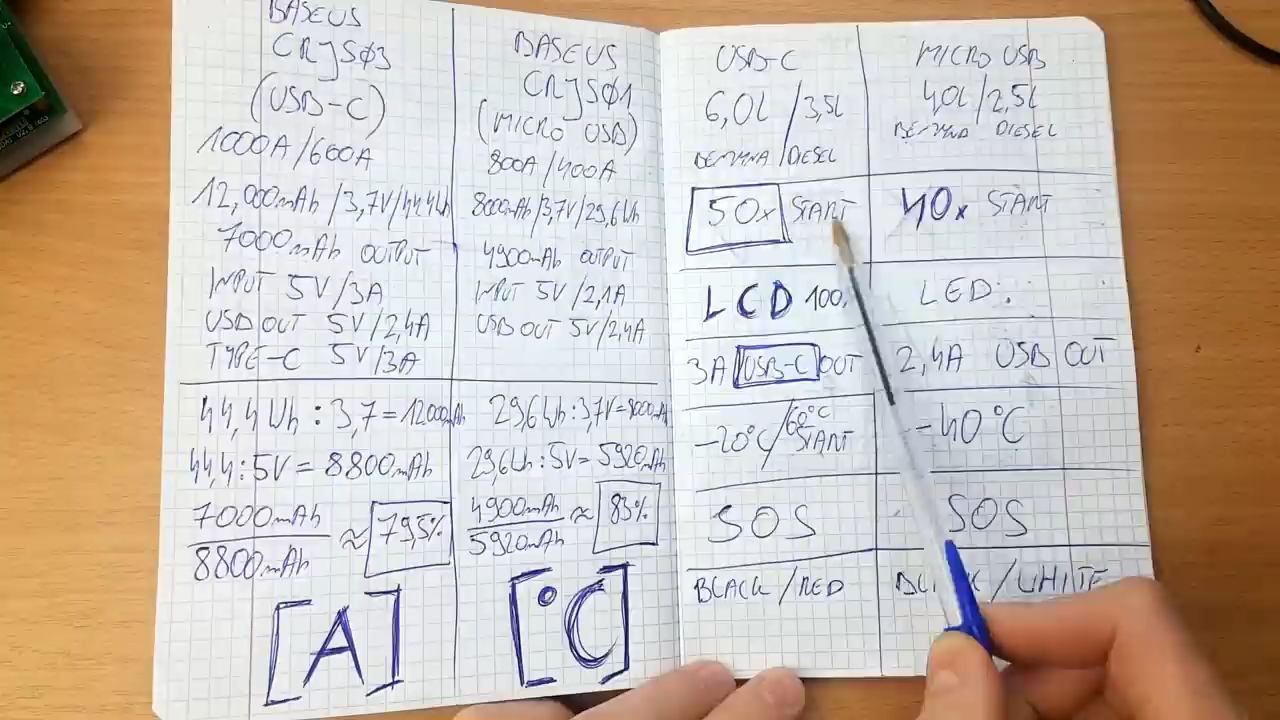 BASEUS
CRJS03
(USB-C)
1000A/600A
12,000mAh/3,7V/44,4Wh
7000mAh OUTPUT
INPUT 5V/3A
USB OUT 5V/2,4A
TYPE-C 5V/3A
44,4Wh:3,7=12000mAh
44,4:5V=8800mAh
7000mAh
8800mAh
≈ 79,5%
[A]
BASEUS
CRJS01
(MICRO USB)
800A/400A
8000mAh/3,7V/29,6Wh
4900mAh OUTPUT
INPUT 5V/2,1A
USB OUT 5V/2,4A
29,6Wh:3,7V=8000mAh
29,6Wh:5V=5920mAh
4900mAh
5920mAh
≈ 83%
[°C]
USB-C
6,0L/3,5L
BENZYNA/DIESEL
50x START
LCD 100.
3A USB-C OUT
-20°C/60°C
START
SOS
BLACK/RED
MICRO USB
4,0L/2,5L
BENZYNA DIESEL
40x START
LED:.
2,4A USB OUT
-40°C
SOS
/WHITE